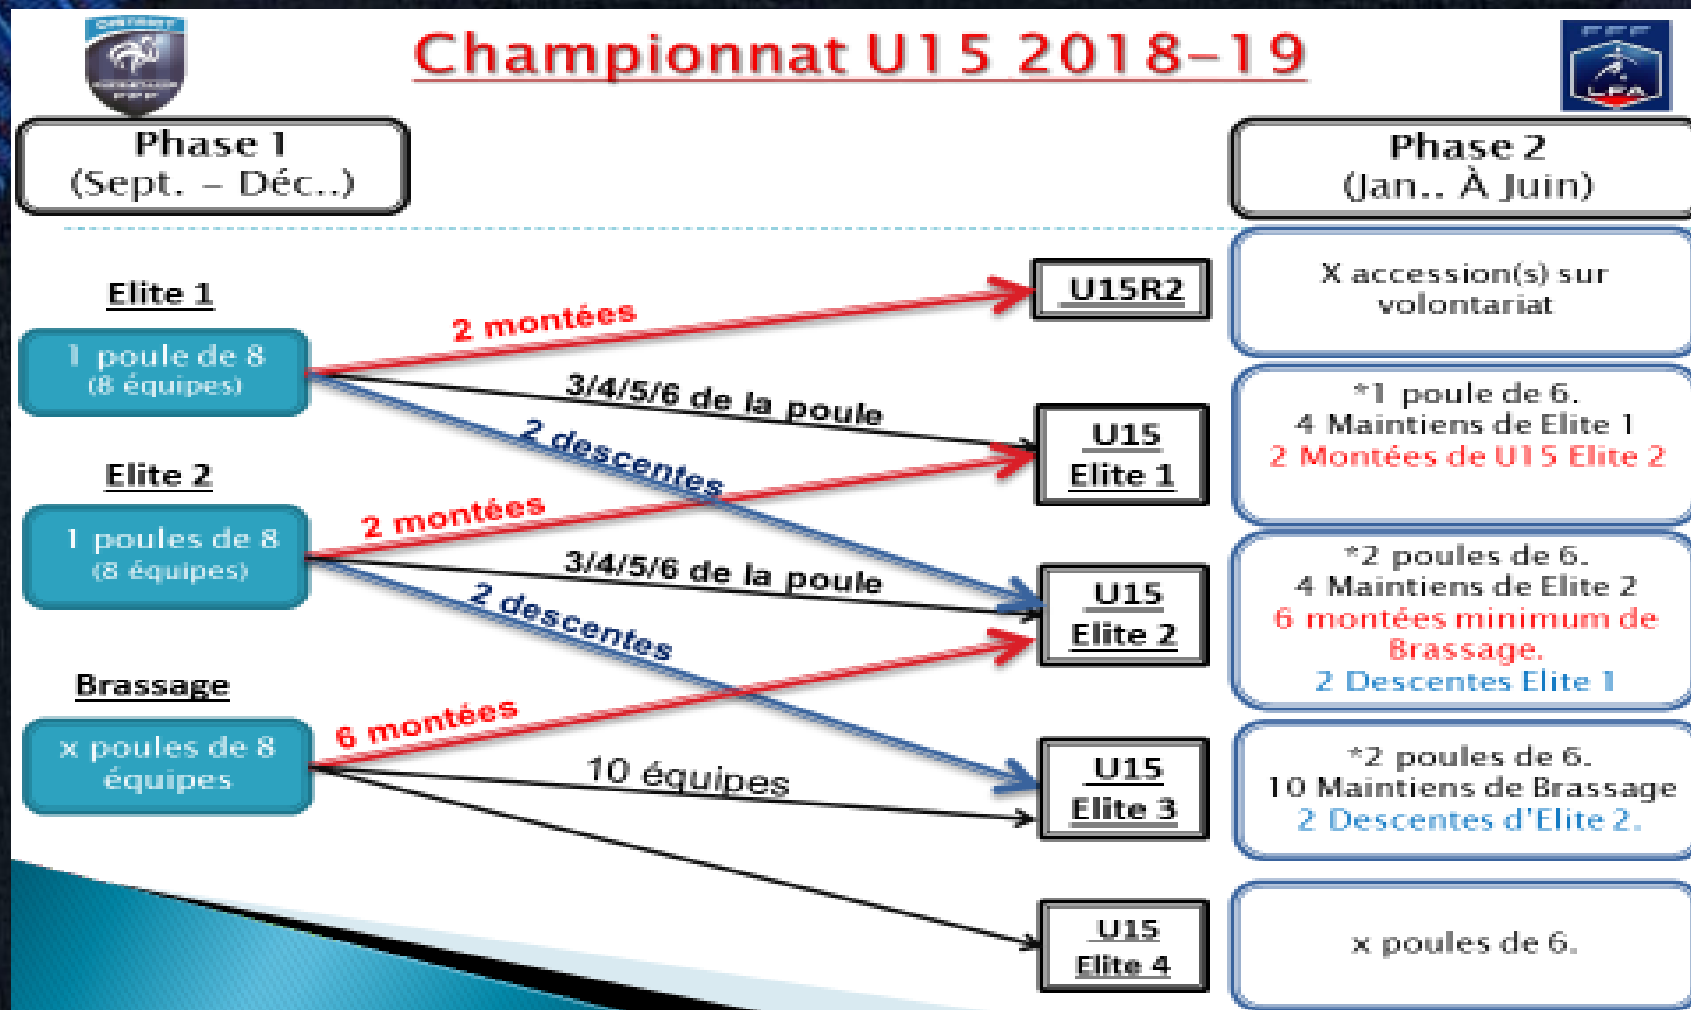 DISTRICT
FFF
Championnat U15 2018-19
FFF
LFA
Phase 1
(Sept. – Déc..)
Phase 2
(Jan.. À Juin)
Elite 1
1 poule de 8
(8 équipes)
2 montées
3/4/5/6 de la poule
2 descentes
U15R2
X accession(s) sur
volontariat
U15
Elite 1
*1 poule de 6.
4 Maintiens de Elite 1
2 Montées de U15 Elite 2
Elite 2
1 poules de 8
(8 équipes)
2 montées
3/4/5/6 de la poule
2 descentes
U15
Elite 2
*2 poules de 6.
4 Maintiens de Elite 2
6 montées minimum de
Brassage.
2 Descentes Elite 1
Brassage
x poules de 8
équipes
6 montées
10 équipes
U15
Elite 3
*2 poules de 6.
10 Maintiens de Brassage
2 Descentes d'Elite 2.
U15
Elite 4
x poules de 6.